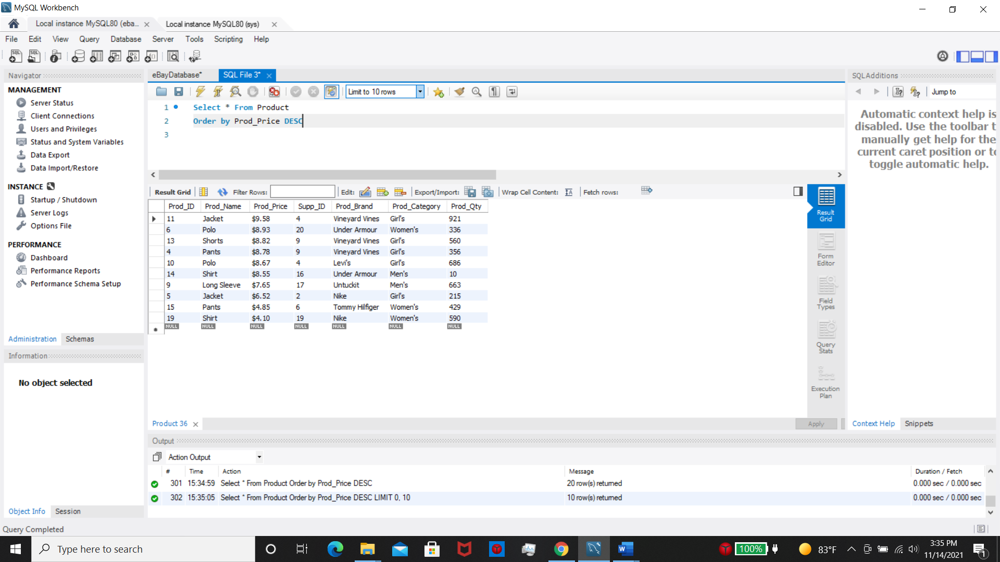 MySQL Workbench
Local instance MySQL80 (eba...
Local instance MySQL80 (sys)
File Edit View Query Database Server Tools Scripting Help
Navigator
MANAGEMENT
Server Status
Client Connections
Users and Privileges
Status and System Variables
Data Export
Data Import/Restore
INSTANCE
Startup / Shutdown
Server Logs
Options File
PERFORMANCE
Dashboard
Performance Reports
Performance Schema Setup
Administration Schemas
Information
No object selected
Object Info Session
eBayDatabase* SQL File 3*
Limit to 10 rows
1 Select * From Product
2 Order by Prod_Price DESC
3
Result Grid Filter Rows: Edit: Export/Import: Wrap Cell Content: Fetch rows:
Prod_ID Prod_Name Prod_Price Supp_ID Prod_Brand Prod_Category Prod_Qty
11 Jacket $9.58 4 Vineyard Vines Girl's 921
6 Polo $8.93 20 Under Armour Women's 336
13 Shorts $8.82 9 Vineyard Vines Girl's 560
4 Pants $8.78 9 Vineyard Vines Girl's 356
10 Polo $8.67 4 Levi's Girl's 686
14 Shirt $8.55 16 Under Armour Men's 10
9 Long Sleeve $7.65 17 Untuckit Men's 663
5 Jacket $6.52 2 Nike Girl's 215
15 Pants $4.85 6 Tommy Hilfiger Women's 429
19 Shirt $4.10 19 Nike Women's 590
NULL NULL NULL NULL NULL NULL NULL
Result
Grid
Form
Editor
Field
Types
Query
Stats
Execution
Plan
Product 36
Apply
SQLAdditions
Jump to
Automatic context help is
disabled. Use the toolbar t
manually get help for the
current caret position or to
toggle automatic help.
Context Help Snippets
Output
Action Output
# Time Action Message Duration / Fetch
301 15:34:59 Select * From Product Order by Prod_Price DESC 20 row(s) returned 0.000 sec / 0.000 sec
302 15:35:05 Select * From Product Order by Prod_Price DESC LIMIT 0, 10 10 row(s) returned 0.000 sec / 0.000 sec
Query Completed
Type here to search
100%
83°F
3:35 PM
11/14/2021
1